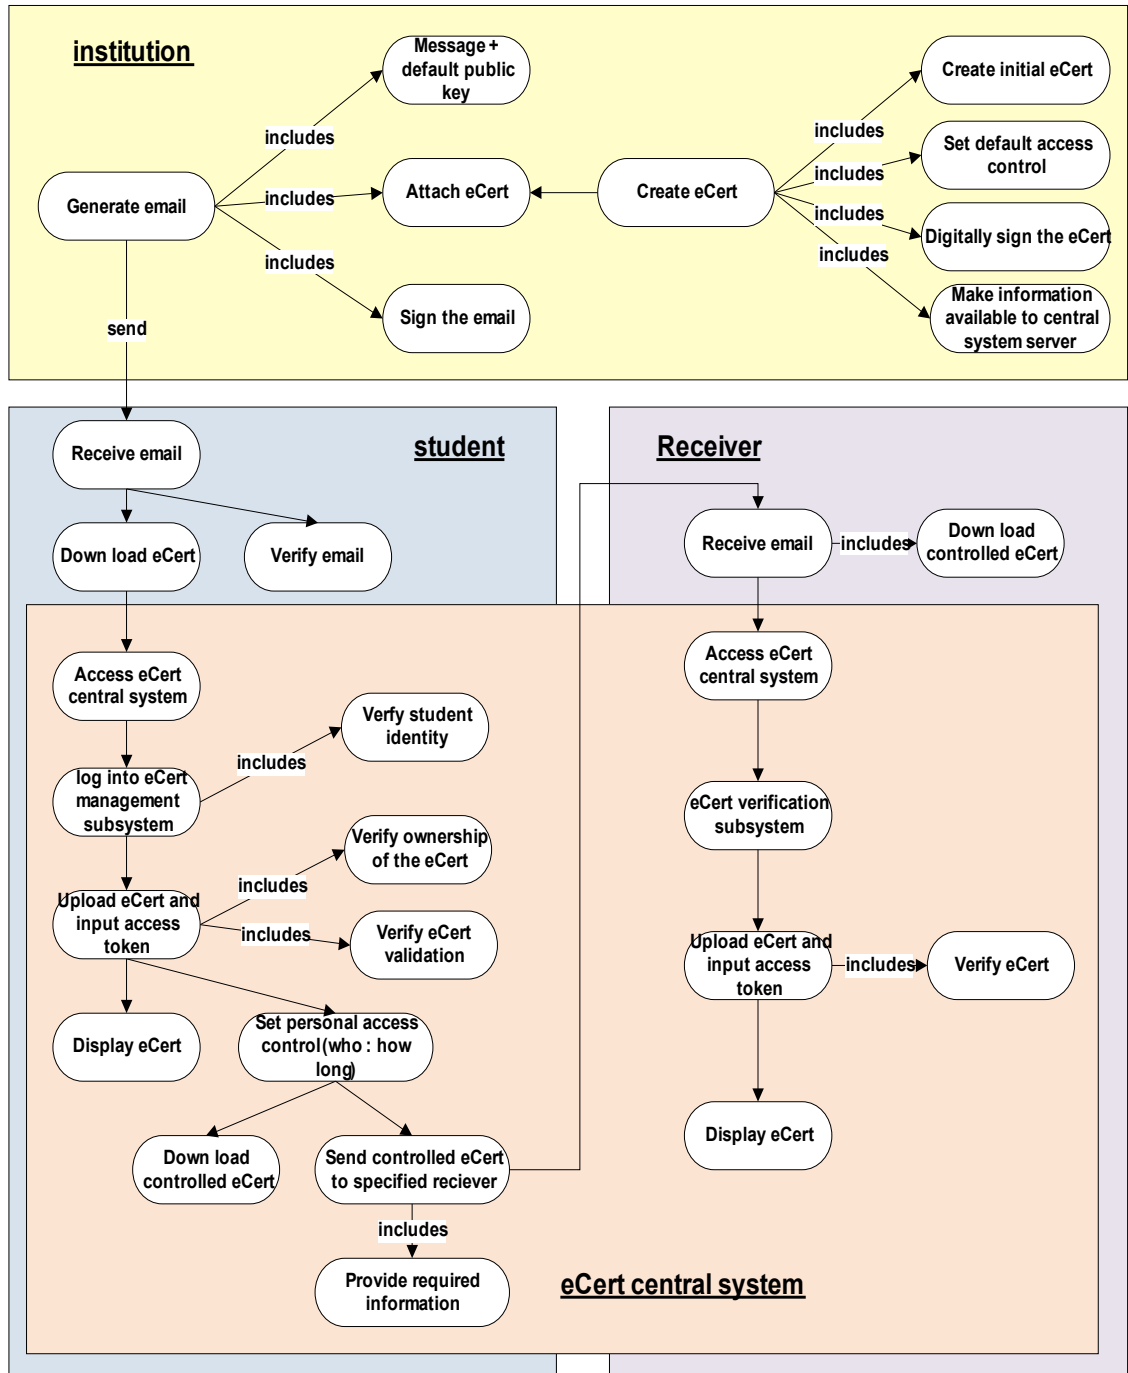 institution
Message +
default public
key
Create initial eCert
includes
includes
Set default access
control
includes
Generate email
includes
Attach eCert
Create eCert
includes
Digitally sign the eCert
includes
includes
Sign the email
Make information
available to central
system server
send
student
Receiver
Receive email
Down load eCert
Verify email
Receive email
includes
Down load
controlled eCert
Access eCert
central system
Access eCert
central system
Verfy student
identity
includes
log into eCert
management
subsystem
eCert verification
subsystem
Verify ownership
of the eCert
includes
Upload eCert and
input access
token
includes
Verify eCert
validation
Upload eCert and
input access
token
includes
Verify eCert
Display eCert
Set personal access
control(who : how
long)
Display eCert
Down load
controlled eCert
Send controlled eCert
to specified reciever
includes
Provide required
information
eCert central system